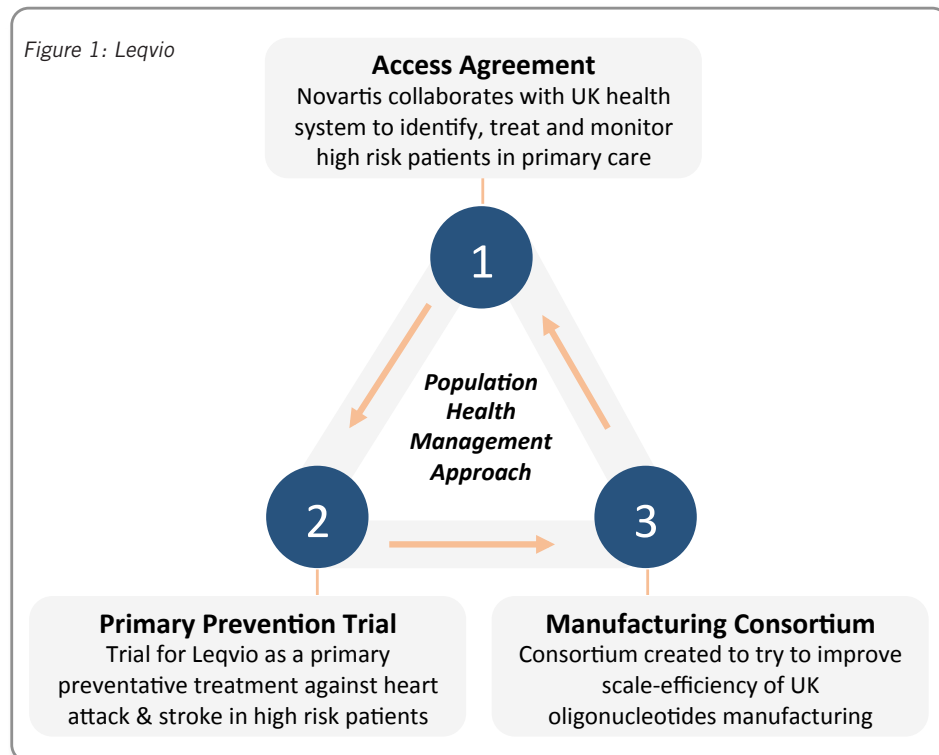 Figure 1: Leqvio
Access Agreement
Novartis collaborates with UK health
system to identify, treat and monitor
high risk patients in primary care
1
Population
Health
Management
Approach
2
3
Primary Prevention Trial
Trial for Leqvio as a primary
preventative treatment against heart
attack & stroke in high risk patients
Manufacturing Consortium
Consortium created to try to improve
scale-efficiency of UK
oligonucleotides manufacturing